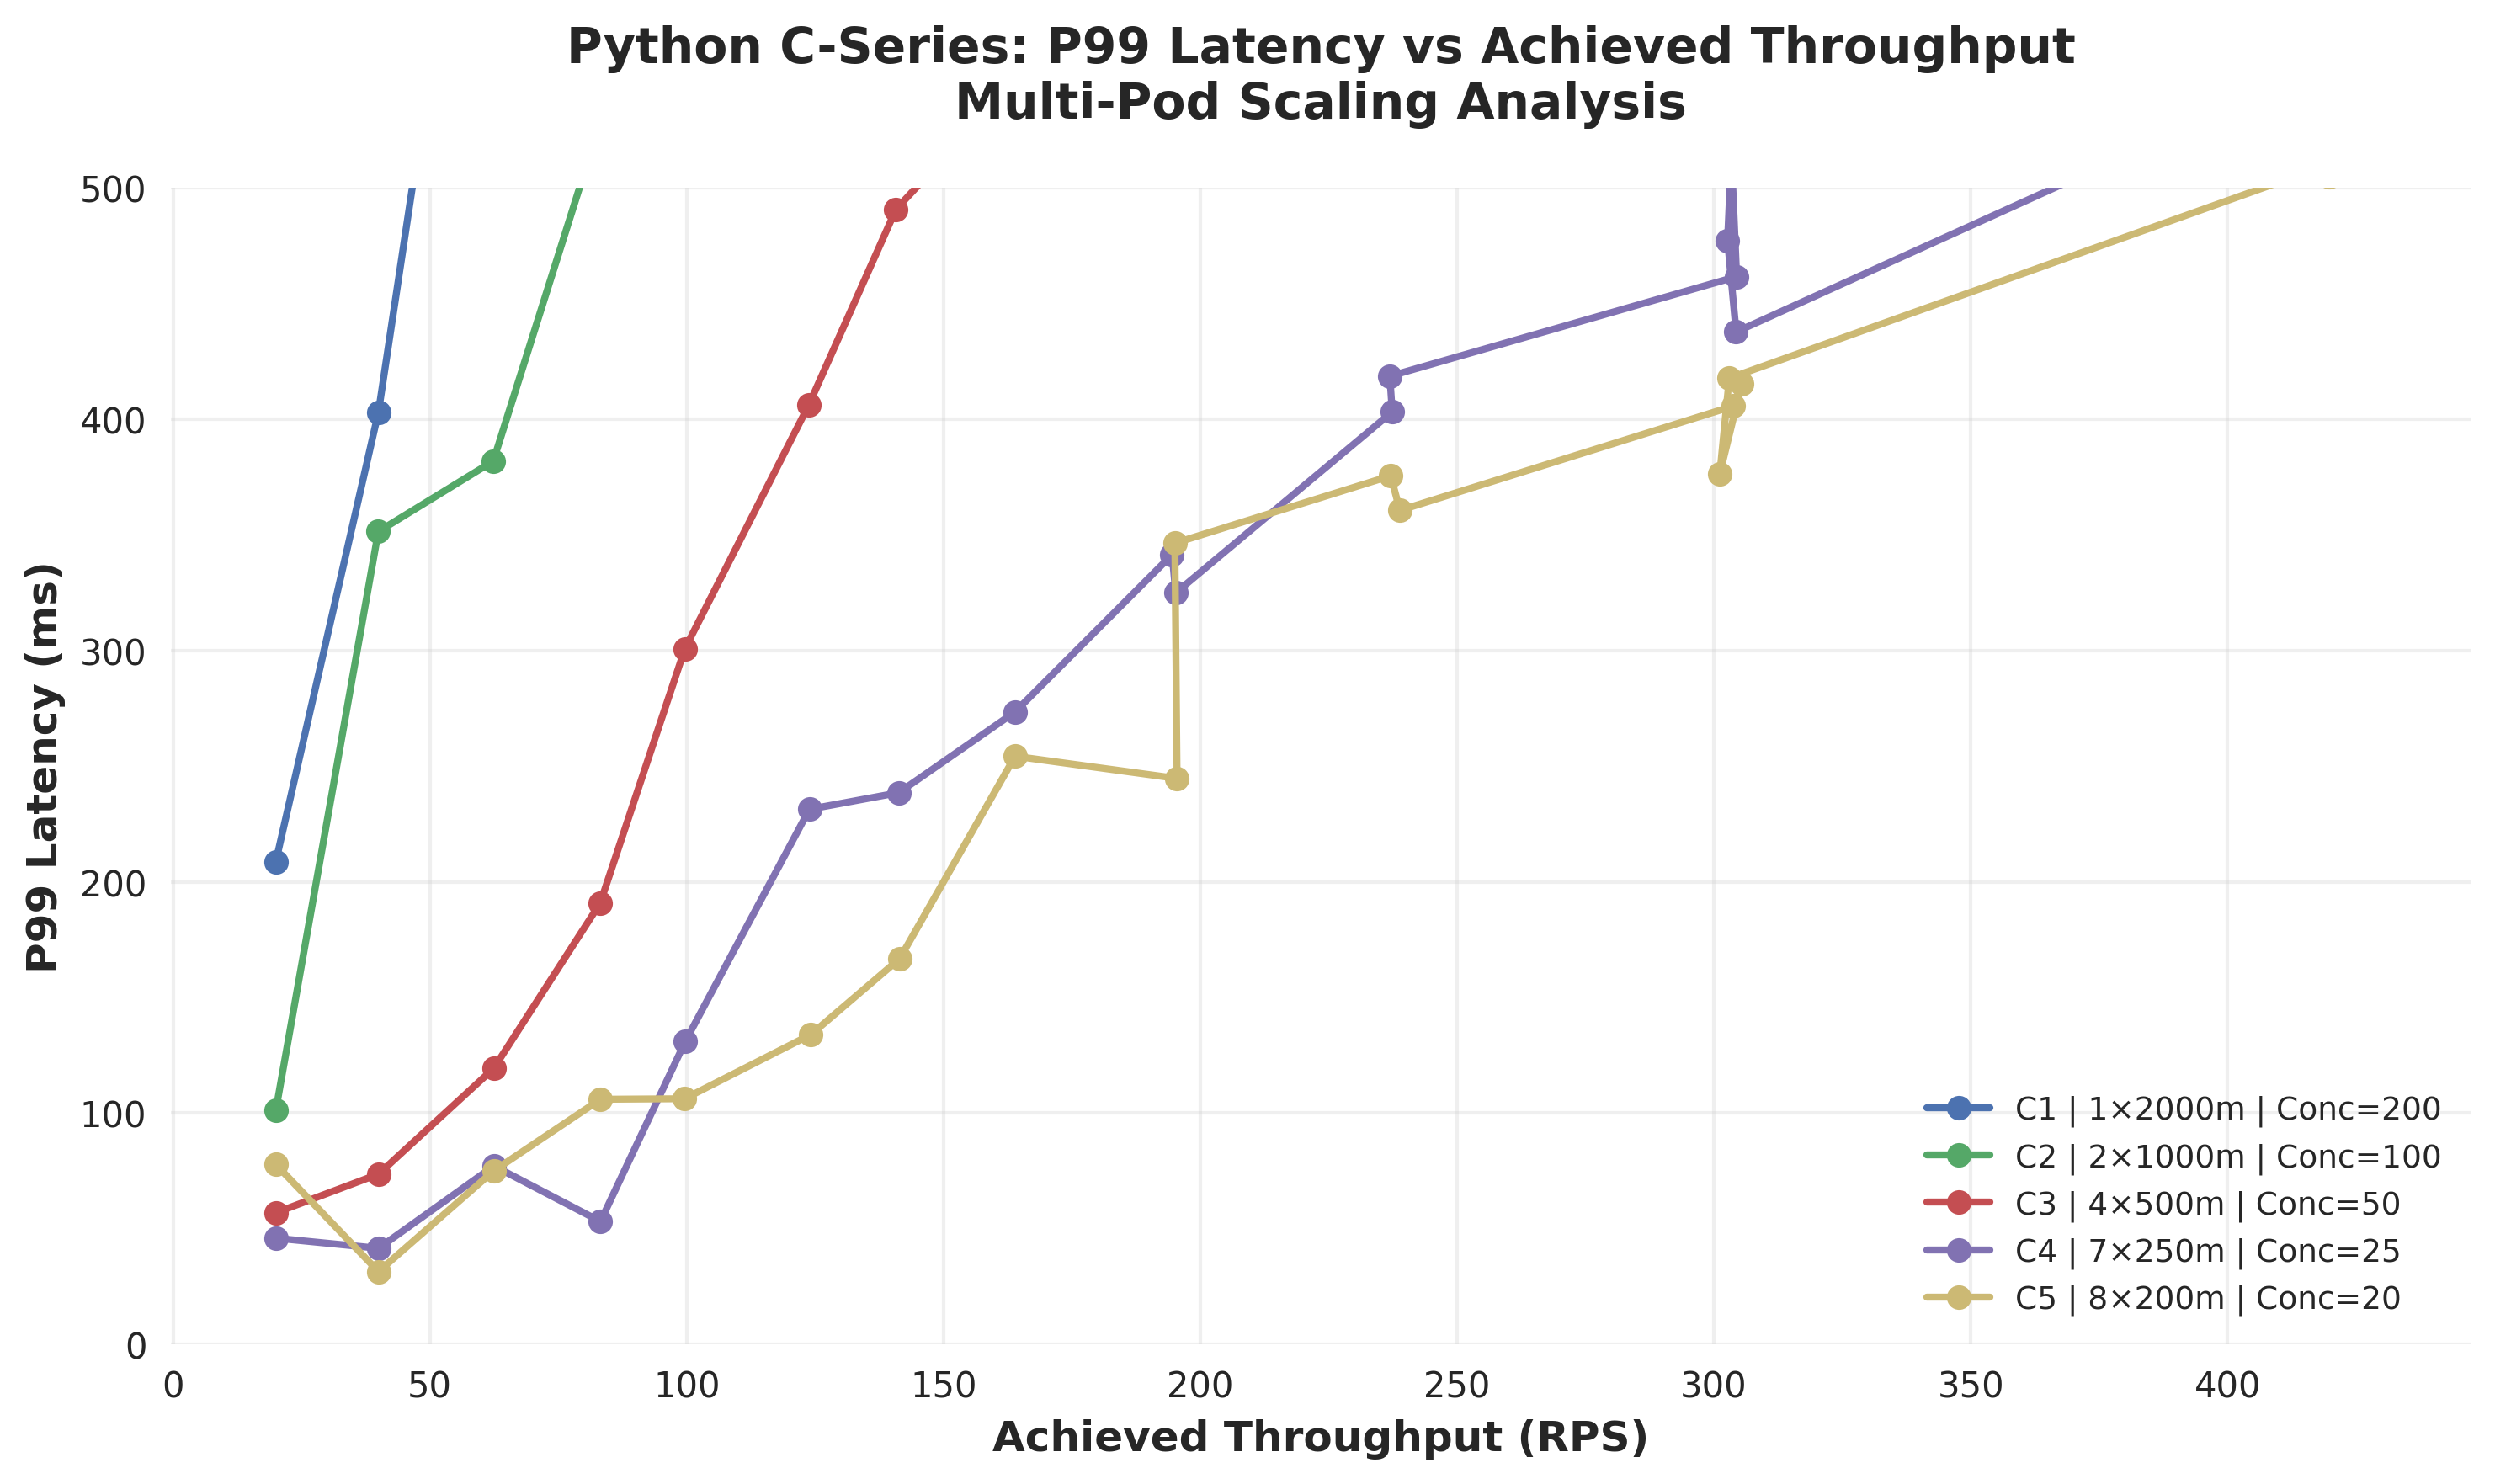 Python C-Series: P99 Latency vs Achieved Throughput
Multi-Pod Scaling Analysis
P99 Latency (ms)
500
400
300
200
100
0
C1 | 1×2000m | Conc=200
C2 | 2×1000m | Conc=100
C3 | 4×500m | Conc=50
C4 | 7×250m | Conc=25
C5 | 8×200m | Conc=20
0 50 100 150 200 250 300 350 400
Achieved Throughput (RPS)